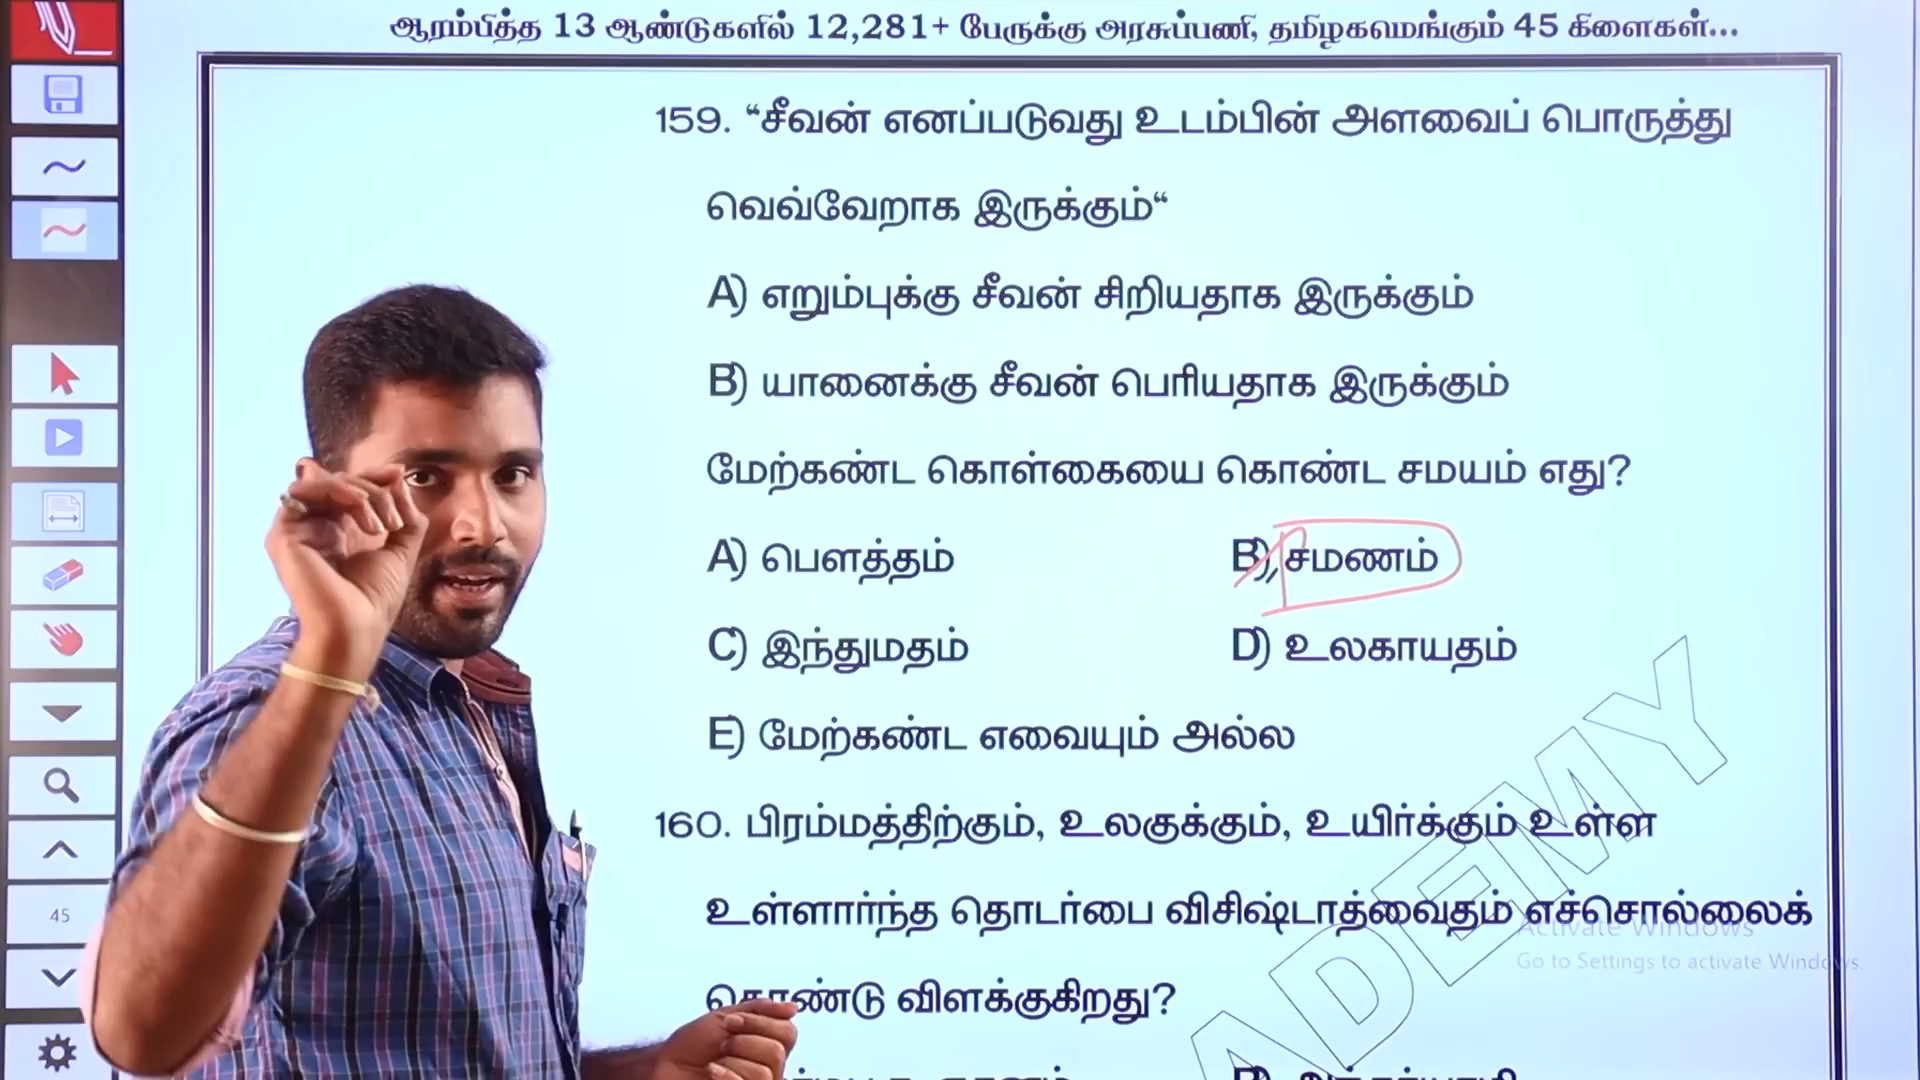 ஆரம்பித்த 13 ஆண்டுகளில் 12,281+ பேருக்கு அரசுப்பணி, தமிழகமெங்கும் 45 கிளைகள்...
159. “சீவன் எனப்படுவது உடம்பின் அளவைப் பொருத்து
வெவ்வேறாக இருக்கும்“
A) எறும்புக்கு சீவன் சிறியதாக இருக்கும்
B) யானைக்கு சீவன் பெரியதாக இருக்கும்
மேற்கண்ட கொள்கையை கொண்ட சமயம் எது?
A) பௌத்தம் B) சமணம்
C) இந்துமதம் D) உலகாயதம்
E) மேற்கண்ட எவையும் அல்ல
160. பிரம்மத்திற்கும், உலகுக்கும், உயிர்க்கும் உள்ள
உள்ளார்ந்த தொடர்பை விசிஷ்டாத்வைதம் எச்சொல்லைக்
கொண்டு விளக்குகிறது?
ADEMY
Activate Windows
Go to Settings to activate Windows.
45